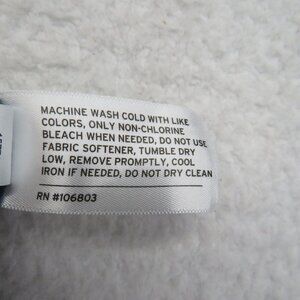 MACHINE WASH COLD WITH LIKE
COLORS, ONLY NON-CHLORINE
BLEACH WHEN NEEDED, DO NOT USE
FABRIC SOFTENER, TUMBLE DRY
LOW, REMOVE PROMPTLY, COOL
IRON IF NEEDED, DO NOT DRY CLEAN
RN #106803